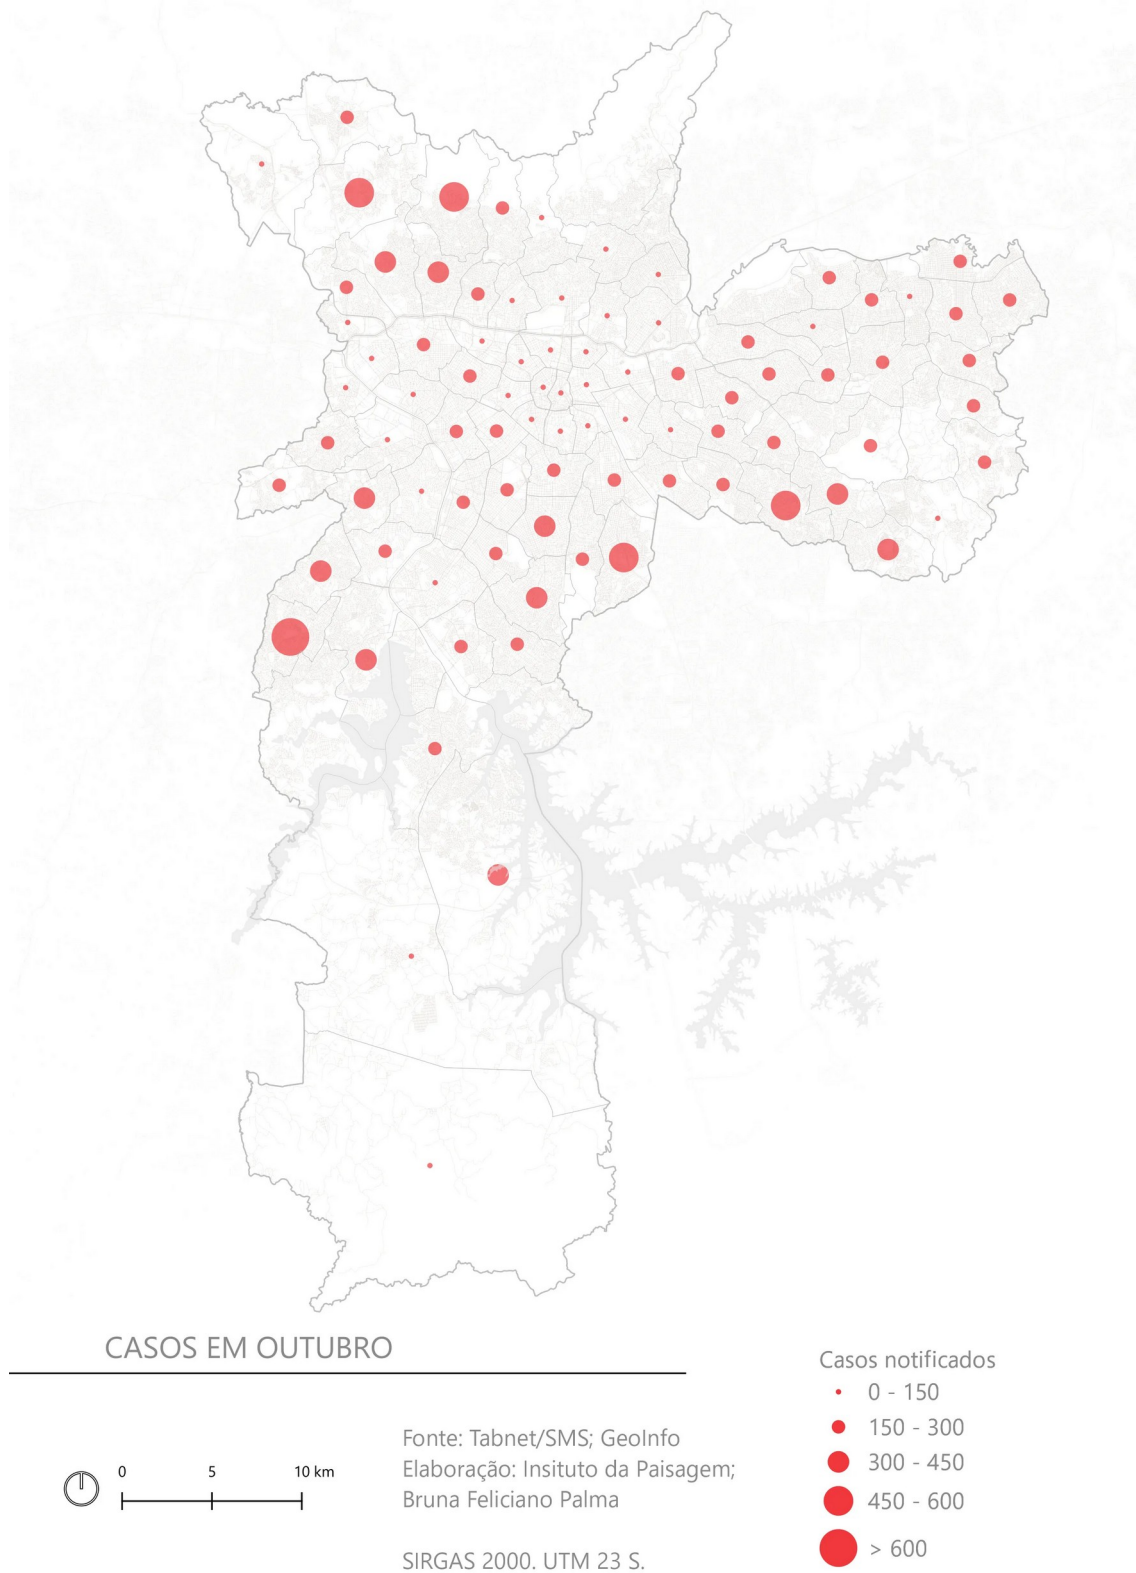 CASOS EM OUTUBRO
0 5 10 km
Fonte: Tabnet/SMS; GeoInfo
Elaboração: Insituto da Paisagem;
Bruna Feliciano Palma
SIRGAS 2000. UTM 23 S.
Casos notificados
0 - 150
150 - 300
300 - 450
450 - 600
> 600